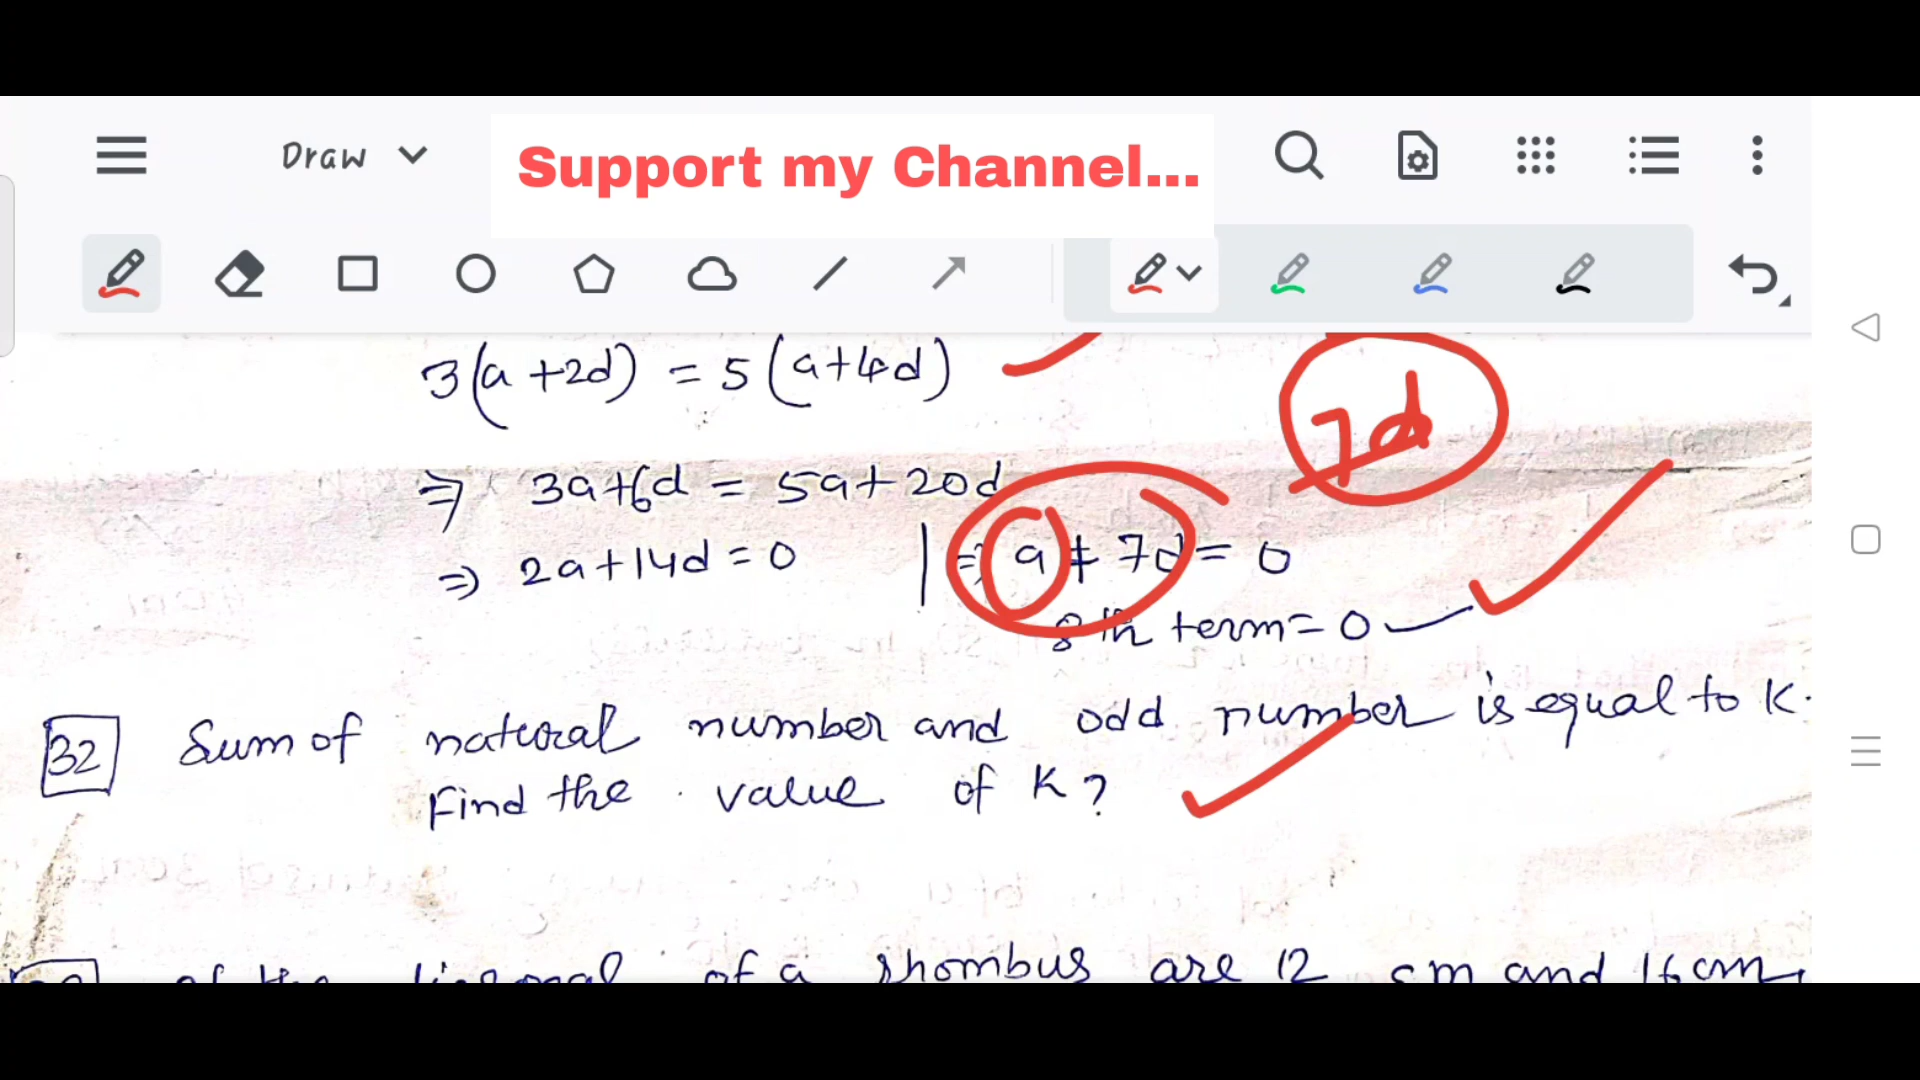 Draw
Support my Channel...
3(a+2d) = 5(a+4d)
7d
⇒ 3a+6d = 5a+20d
⇒ 2a+14d=0 | ⇒ a+7d=0
8th term=0
32 Sum of natural number and odd number is equal to K.
Find the value of K?
of the diagonal of a rhombus are 12 cm and 16 cm,